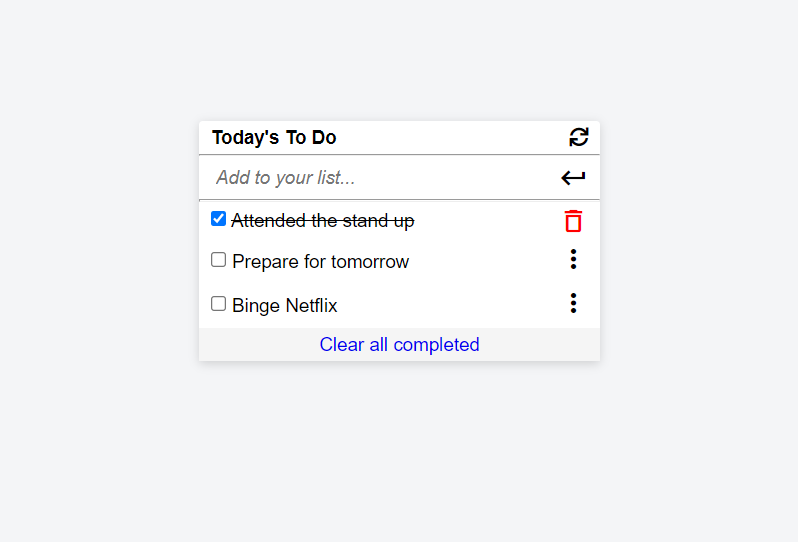 Today's To Do
Add to your list...
Attended the stand up
Prepare for tomorrow
Binge Netflix
Clear all completed